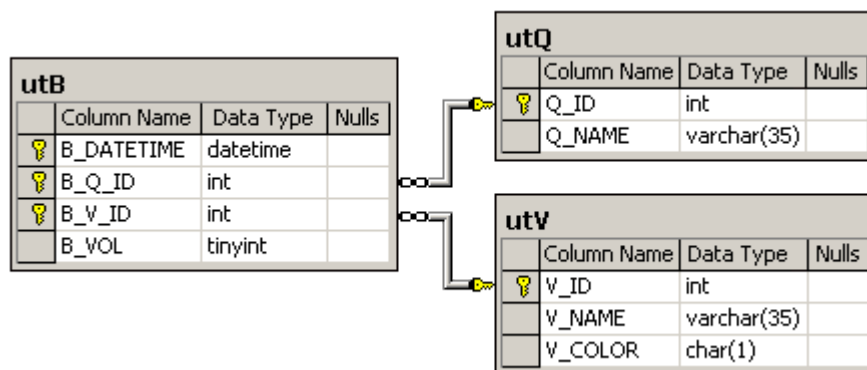 utB
Column Name Data Type Nulls
B_DATETIME datetime
B_Q_ID int
B_V_ID int
B_VOL tinyint
utQ
Column Name Data Type Nulls
Q_ID int
Q_NAME varchar(35)
utV
Column Name Data Type Nulls
V_ID int
V_NAME varchar(35)
V_COLOR char(1)